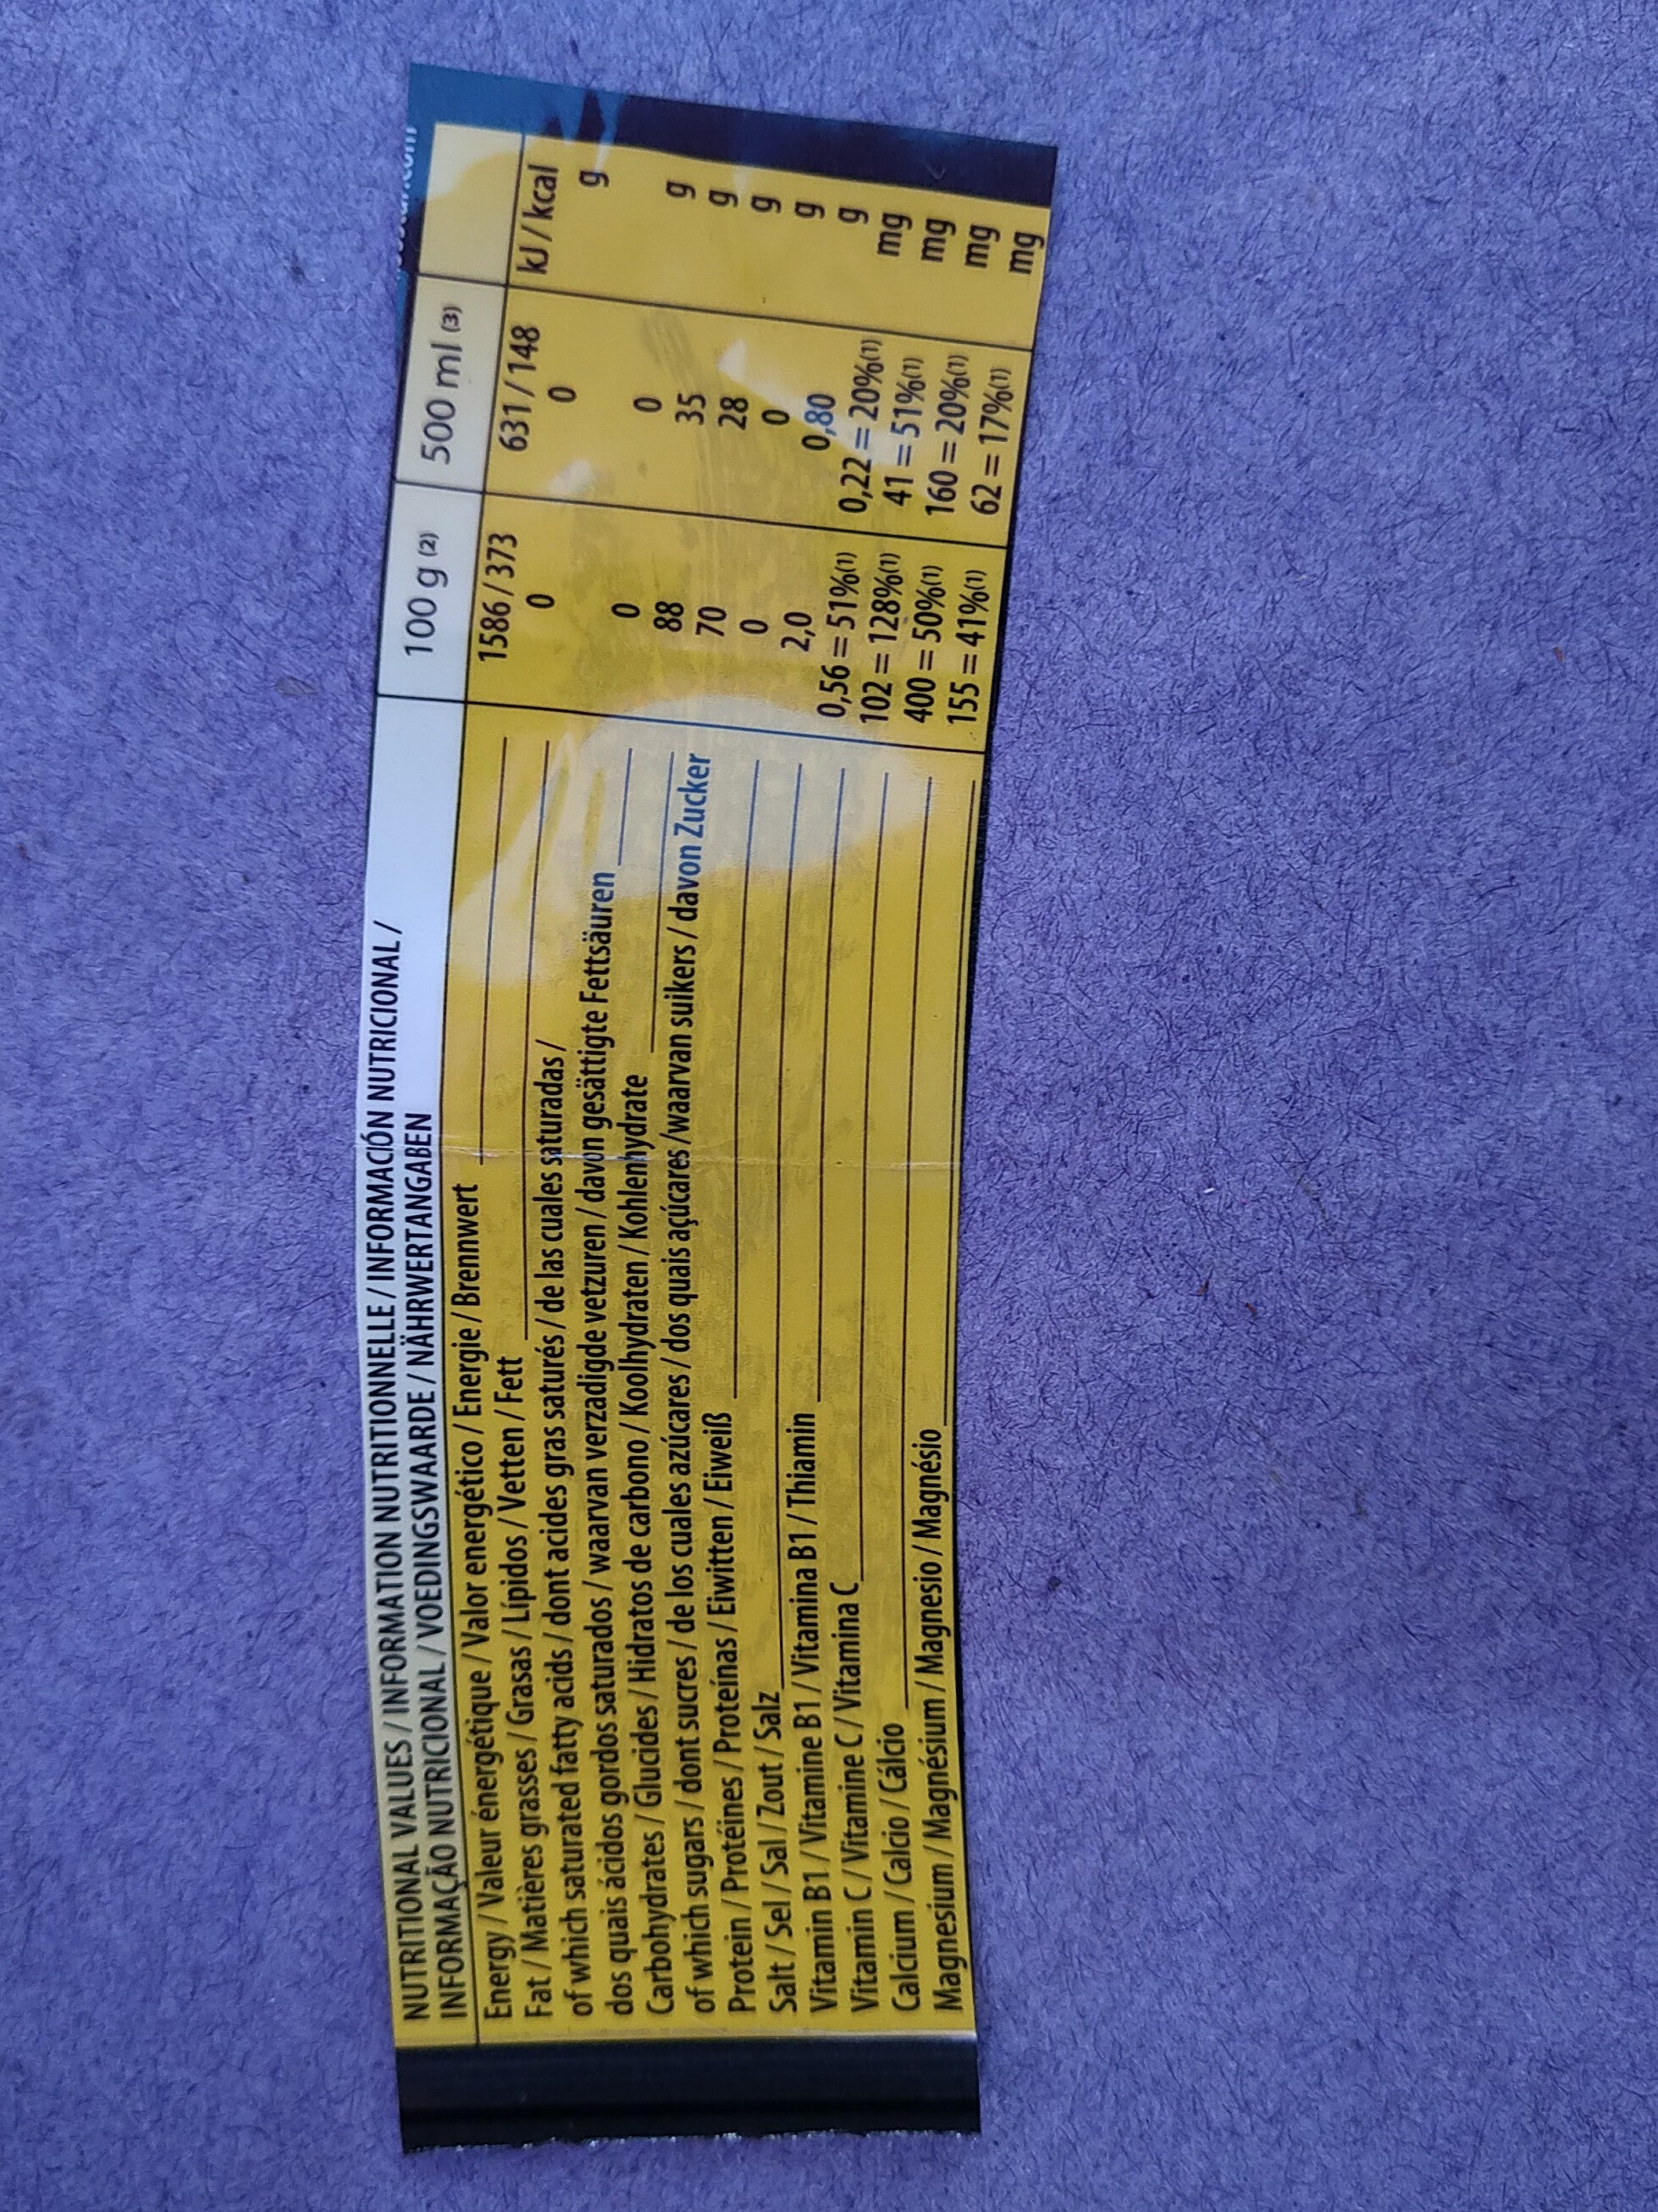 NUTRITIONAL VALUES / INFORMATION NUTRITIONNELLE / INFORMACIÓN NUTRICIONAL /
INFORMAÇÃO NUTRICIONAL / VOEDINGSWAARDE / NÄHRWERTANGABEN 100 g (2) 500 ml (3)
Energy / Valeur énergétique / Valor energético / Energie / Brennwert 1586 / 373 631 / 148 kJ / kcal
Fat / Matières grasses / Grasas / Lípidos / Vetten / Fett 0 0 g
of which saturated fatty acids / dont acides gras saturés / de las cuales saturadas /
dos quais ácidos gordos saturados / waarvan verzadigde vetzuren / davon gesättigte Fettsäuren 0 0 g
Carbohydrates / Glucides / Hidratos de carbono / Koolhydraten / Kohlenhydrate 88 35 g
of which sugars / dont sucres / de los cuales azúcares / dos quais açúcares /waarvan suikers / davon Zucker 70 28 g
Protein / Protéines / Proteínas / Eiwitten / Eiweiß 0 0 g
Salt / Sel / Sal / Zout / Salz 2,0 0,80 g
Vitamin B1 / Vitamine B1 / Vitamina B1 / Thiamin 0,56 = 51%(1) 0,22 = 20%(1) mg
Vitamin C / Vitamine C / Vitamina C 102 = 128%(1) 41 = 51%(1) mg
Calcium / Calcio / Cálcio 400 = 50%(1) 160 = 20%(1) mg
Magnesium / Magnésium / Magnesio / Magnésio 155 = 41%(1) 62 = 17%(1) mg